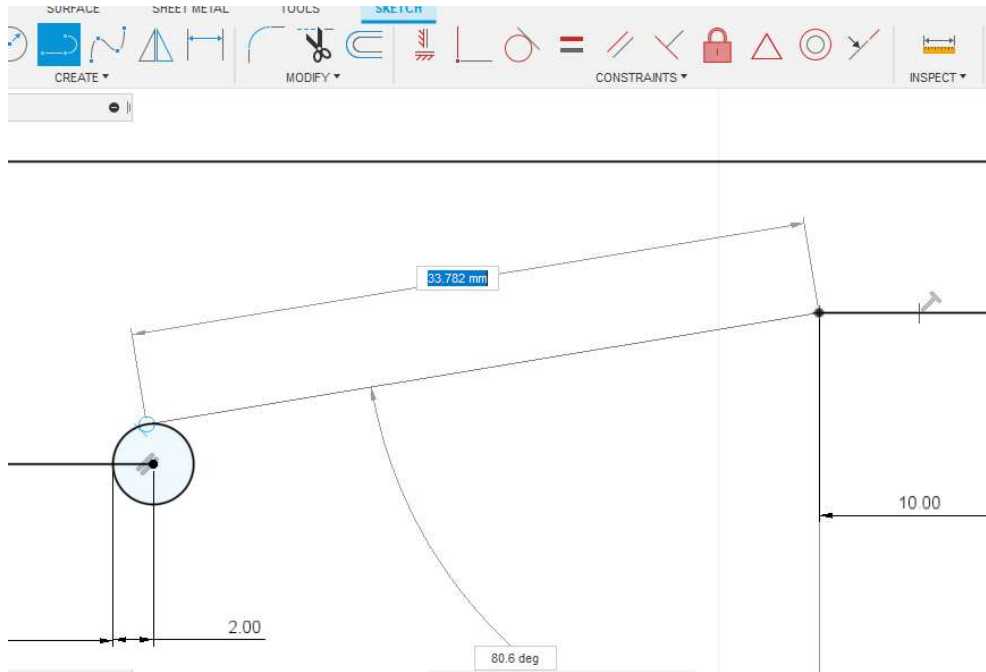 SURFACE SHEET METAL TOOLS SKETCH
CREATE ▾ MODIFY ▾ CONSTRAINTS ▾ INSPECT ▾
33.782 mm
10.00
2.00
80.6 deg